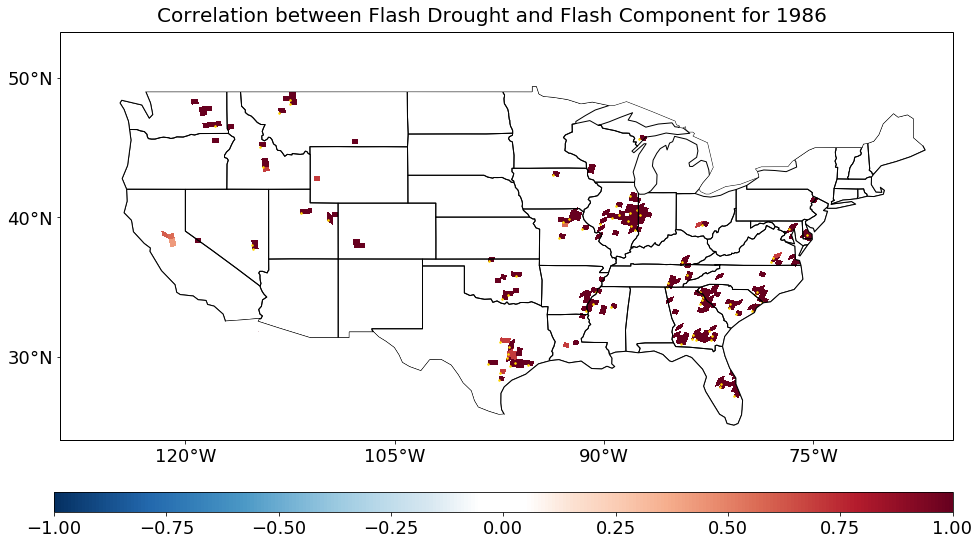 Correlation between Flash Drought and Flash Component for 1986
50°N
40°N
30°N
120°W 105°W 90°W 75°W
−1.00 −0.75 −0.50 −0.25 0.00 0.25 0.50 0.75 1.00